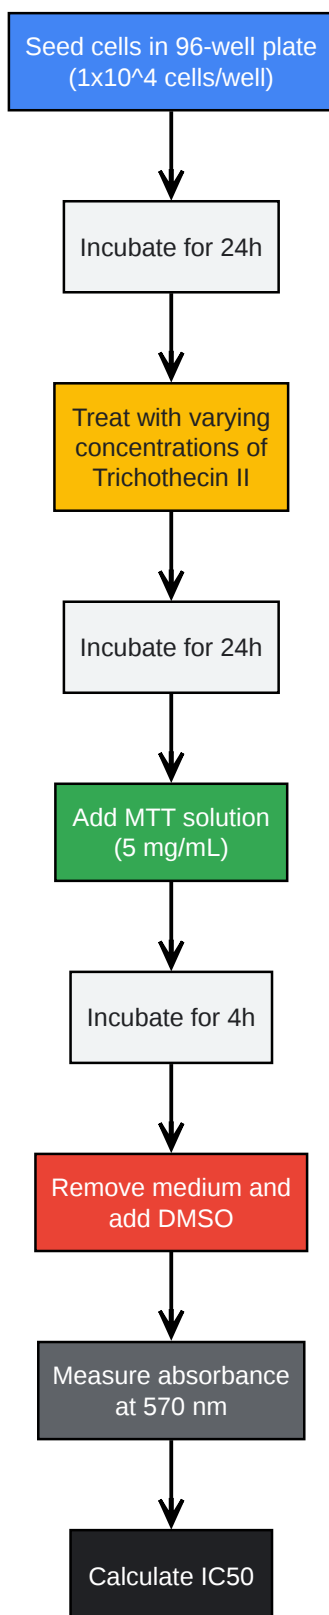 Seed cells in 96-well plate
(1x10^4 cells/well)
Incubate for 24h
Treat with varying
concentrations of
Trichothecin II
Incubate for 24h
Add MTT solution
(5 mg/mL)
Incubate for 4h
Remove medium and
add DMSO
Measure absorbance
at 570 nm
Calculate IC50